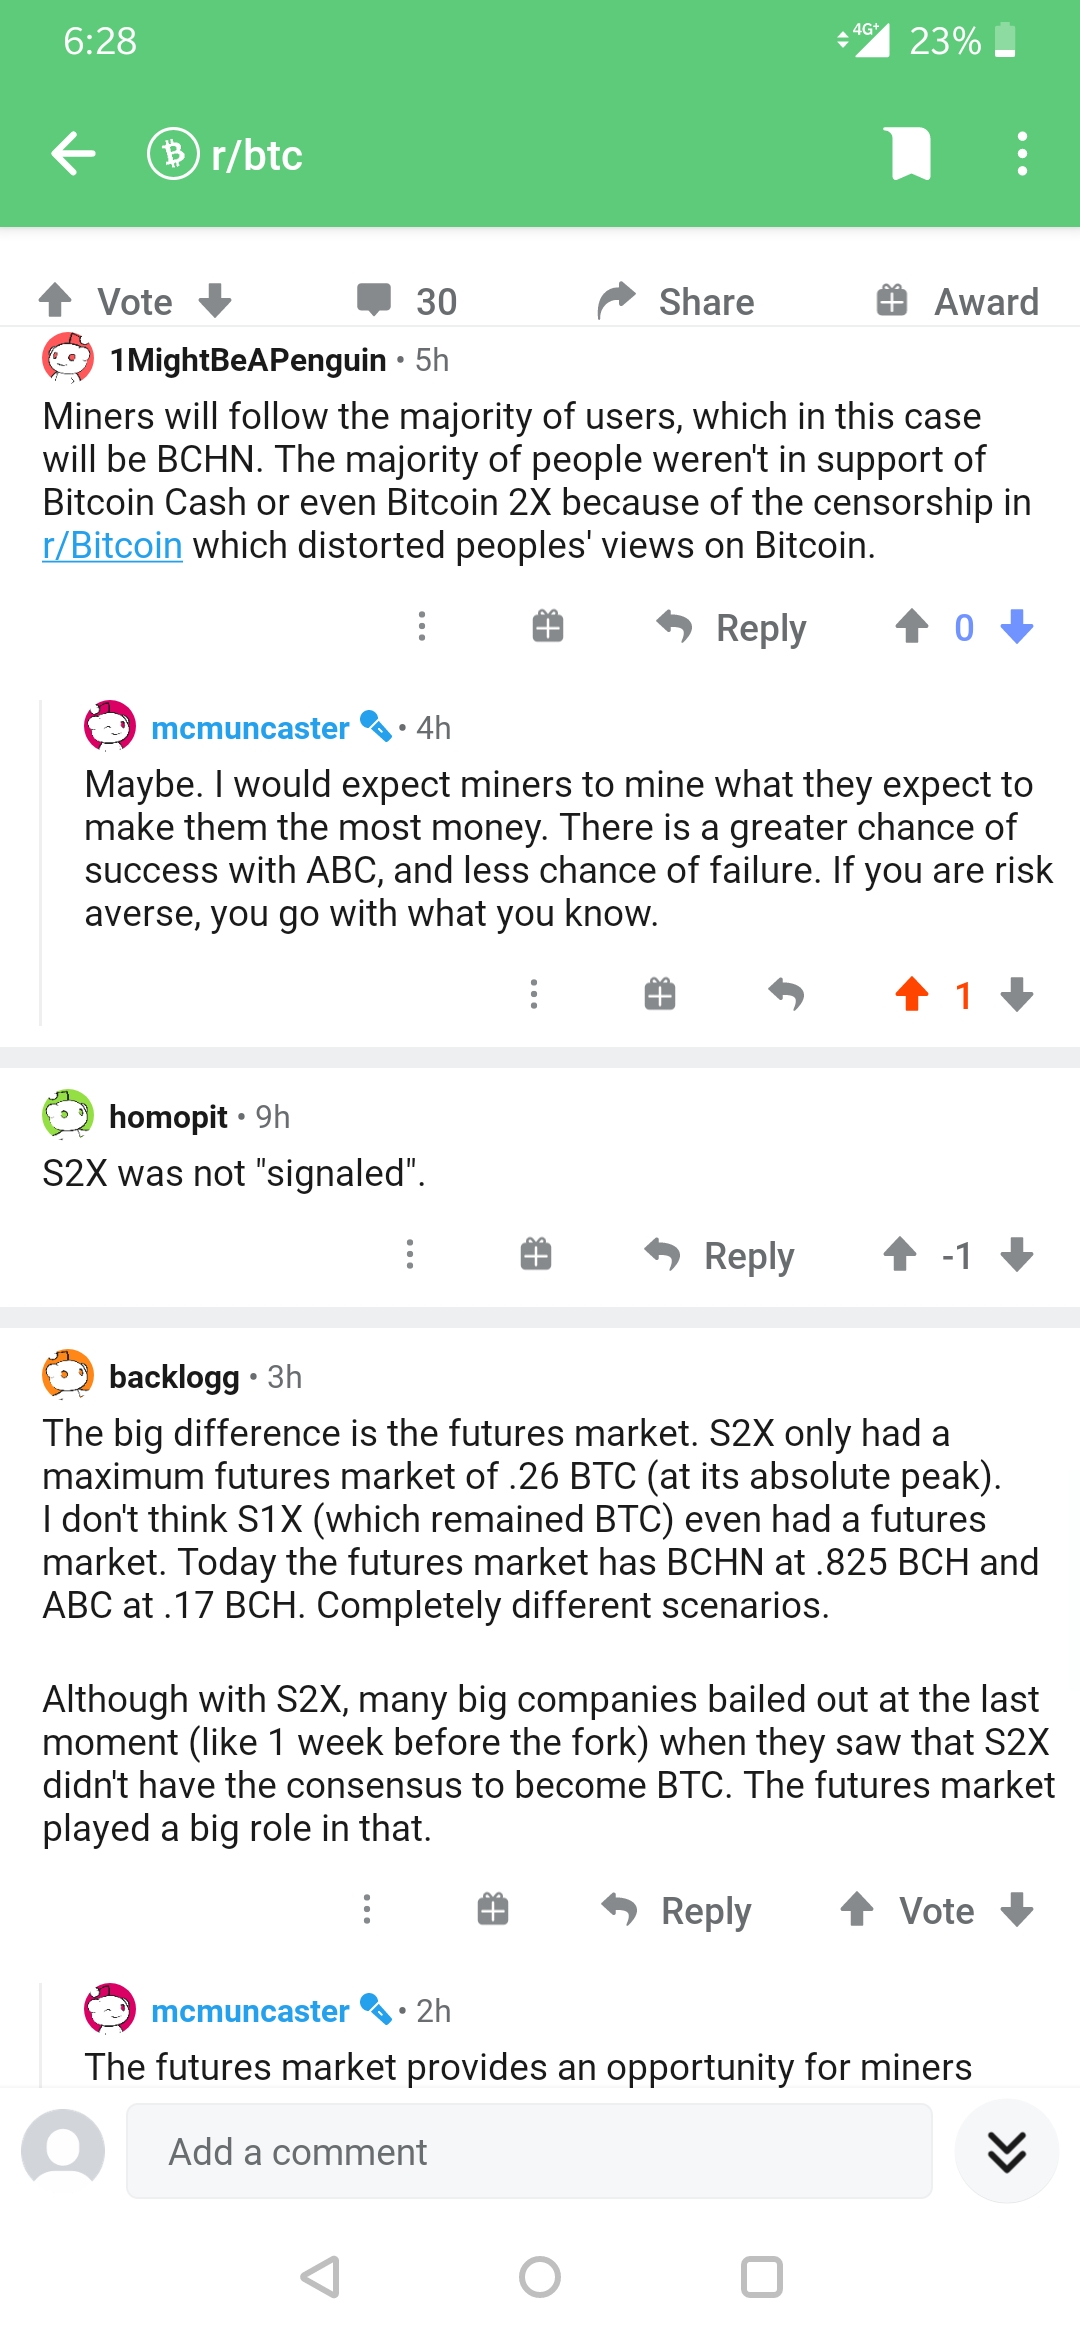 6:28
4G+ 23%
r/btc
Vote 30 Share Award
1MightBeAPenguin • 5h
Miners will follow the majority of users, which in this case
will be BCHN. The majority of people weren't in support of
Bitcoin Cash or even Bitcoin 2X because of the censorship in
r/Bitcoin which distorted peoples' views on Bitcoin.
Reply 0
mcmuncaster • 4h
Maybe. I would expect miners to mine what they expect to
make them the most money. There is a greater chance of
success with ABC, and less chance of failure. If you are risk
averse, you go with what you know.
1
homopit • 9h
S2X was not "signaled".
Reply -1
backlogg • 3h
The big difference is the futures market. S2X only had a
maximum futures market of .26 BTC (at its absolute peak).
I don't think S1X (which remained BTC) even had a futures
market. Today the futures market has BCHN at .825 BCH and
ABC at .17 BCH. Completely different scenarios.
Although with S2X, many big companies bailed out at the last
moment (like 1 week before the fork) when they saw that S2X
didn't have the consensus to become BTC. The futures market
played a big role in that.
Reply Vote
mcmuncaster • 2h
The futures market provides an opportunity for miners
Add a comment